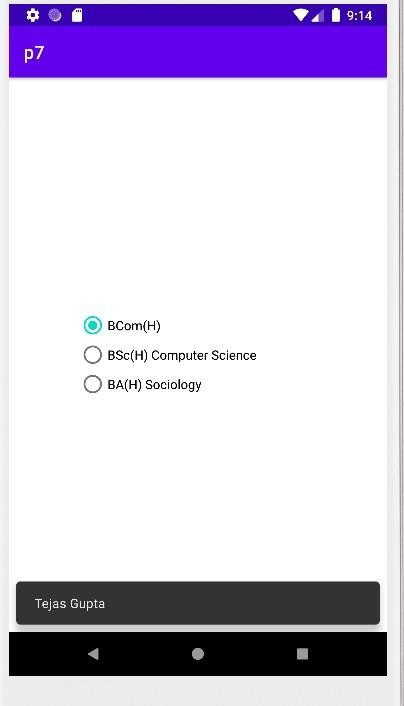 9:14
p7
BCom(H)
BSc(H) Computer Science
BA(H) Sociology
Tejas Gupta